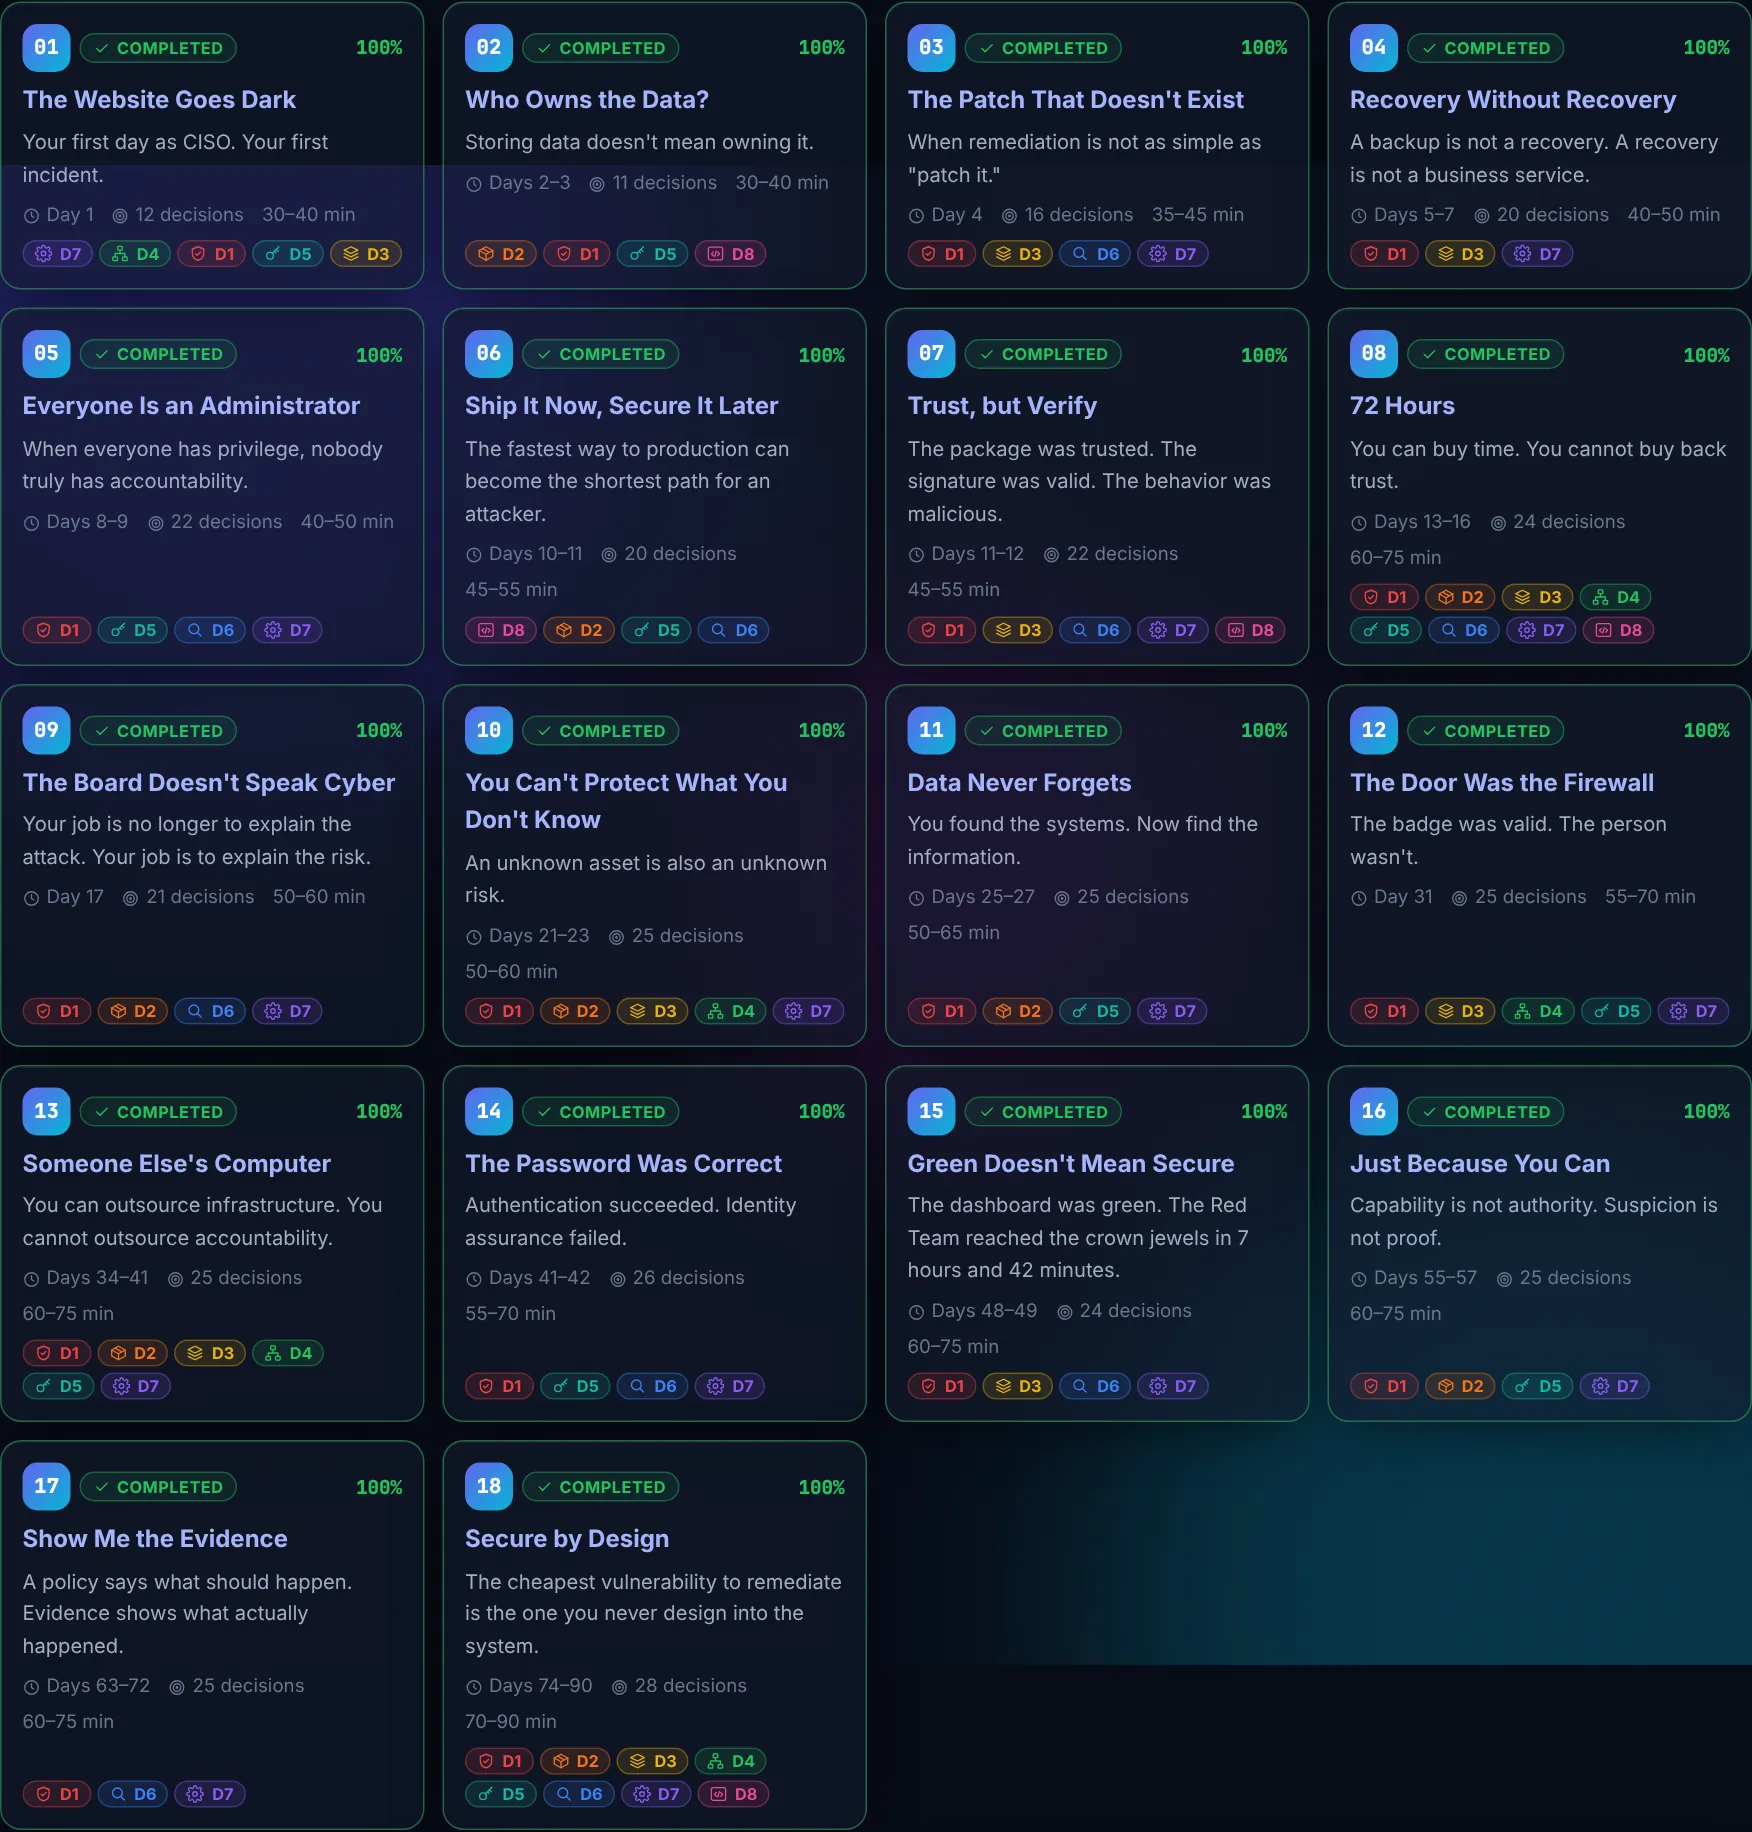 01 COMPLETED 100%
The Website Goes Dark
Your first day as CISO. Your first
incident.
Day 1 12 decisions 30–40 min
D7 D4 D1 D5 D3
02 COMPLETED 100%
Who Owns the Data?
Storing data doesn't mean owning it.
Days 2–3 11 decisions 30–40 min
D2 D1 D5 D8
03 COMPLETED 100%
The Patch That Doesn't Exist
When remediation is not as simple as
"patch it."
Day 4 16 decisions 35–45 min
D1 D3 D6 D7
04 COMPLETED 100%
Recovery Without Recovery
A backup is not a recovery. A recovery
is not a business service.
Days 5–7 20 decisions 40–50 min
D1 D3 D7
05 COMPLETED 100%
Everyone Is an Administrator
When everyone has privilege, nobody
truly has accountability.
Days 8–9 22 decisions 40–50 min
D1 D5 D6 D7
06 COMPLETED 100%
Ship It Now, Secure It Later
The fastest way to production can
become the shortest path for an
attacker.
Days 10–11 20 decisions
45–55 min
D8 D2 D5 D6
07 COMPLETED 100%
Trust, but Verify
The package was trusted. The
signature was valid. The behavior was
malicious.
Days 11–12 22 decisions
45–55 min
D1 D3 D6 D7 D8
08 COMPLETED 100%
72 Hours
You can buy time. You cannot buy back
trust.
Days 13–16 24 decisions
60–75 min
D1 D2 D3 D4
D5 D6 D7 D8
09 COMPLETED 100%
The Board Doesn't Speak Cyber
Your job is no longer to explain the
attack. Your job is to explain the risk.
Day 17 21 decisions 50–60 min
D1 D2 D6 D7
10 COMPLETED 100%
You Can't Protect What You
Don't Know
An unknown asset is also an unknown
risk.
Days 21–23 25 decisions
50–60 min
D1 D2 D3 D4 D7
11 COMPLETED 100%
Data Never Forgets
You found the systems. Now find the
information.
Days 25–27 25 decisions
50–65 min
D1 D2 D5 D7
12 COMPLETED 100%
The Door Was the Firewall
The badge was valid. The person
wasn't.
Day 31 25 decisions 55–70 min
D1 D3 D4 D5 D7
13 COMPLETED 100%
Someone Else's Computer
You can outsource infrastructure. You
cannot outsource accountability.
Days 34–41 25 decisions
60–75 min
D1 D2 D3 D4
D5 D7
14 COMPLETED 100%
The Password Was Correct
Authentication succeeded. Identity
assurance failed.
Days 41–42 26 decisions
55–70 min
D1 D5 D6 D7
15 COMPLETED 100%
Green Doesn't Mean Secure
The dashboard was green. The Red
Team reached the crown jewels in 7
hours and 42 minutes.
Days 48–49 24 decisions
60–75 min
D1 D3 D6 D7
16 COMPLETED 100%
Just Because You Can
Capability is not authority. Suspicion is
not proof.
Days 55–57 25 decisions
60–75 min
D1 D2 D5 D7
17 COMPLETED 100%
Show Me the Evidence
A policy says what should happen.
Evidence shows what actually
happened.
Days 63–72 25 decisions
60–75 min
D1 D6 D7
18 COMPLETED 100%
Secure by Design
The cheapest vulnerability to remediate
is the one you never design into the
system.
Days 74–90 28 decisions
70–90 min
D1 D2 D3 D4
D5 D6 D7 D8